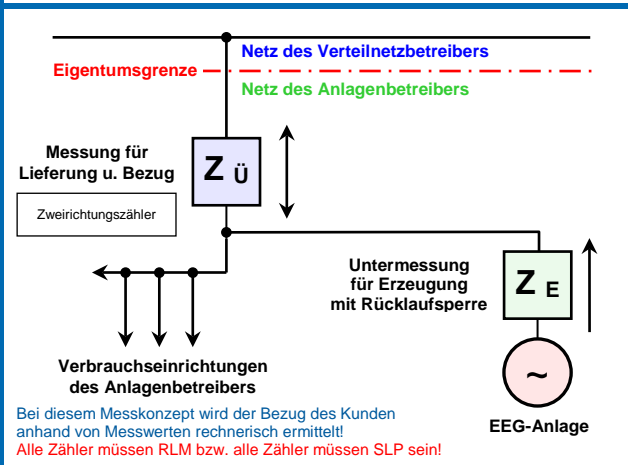 Netz des Verteilnetzbetreibers
Eigentumsgrenze
Netz des Anlagenbetreibers
Messung für
Lieferung u. Bezug
Z Ü
Zweirichtungszähler
Untermessung
für Erzeugung
mit Rücklaufsperre
Z E
Verbrauchseinrichtungen
des Anlagenbetreibers
~
EEG-Anlage
Bei diesem Messkonzept wird der Bezug des Kunden
anhand von Messwerten rechnerisch ermittelt!
Alle Zähler müssen RLM bzw. alle Zähler müssen SLP sein!